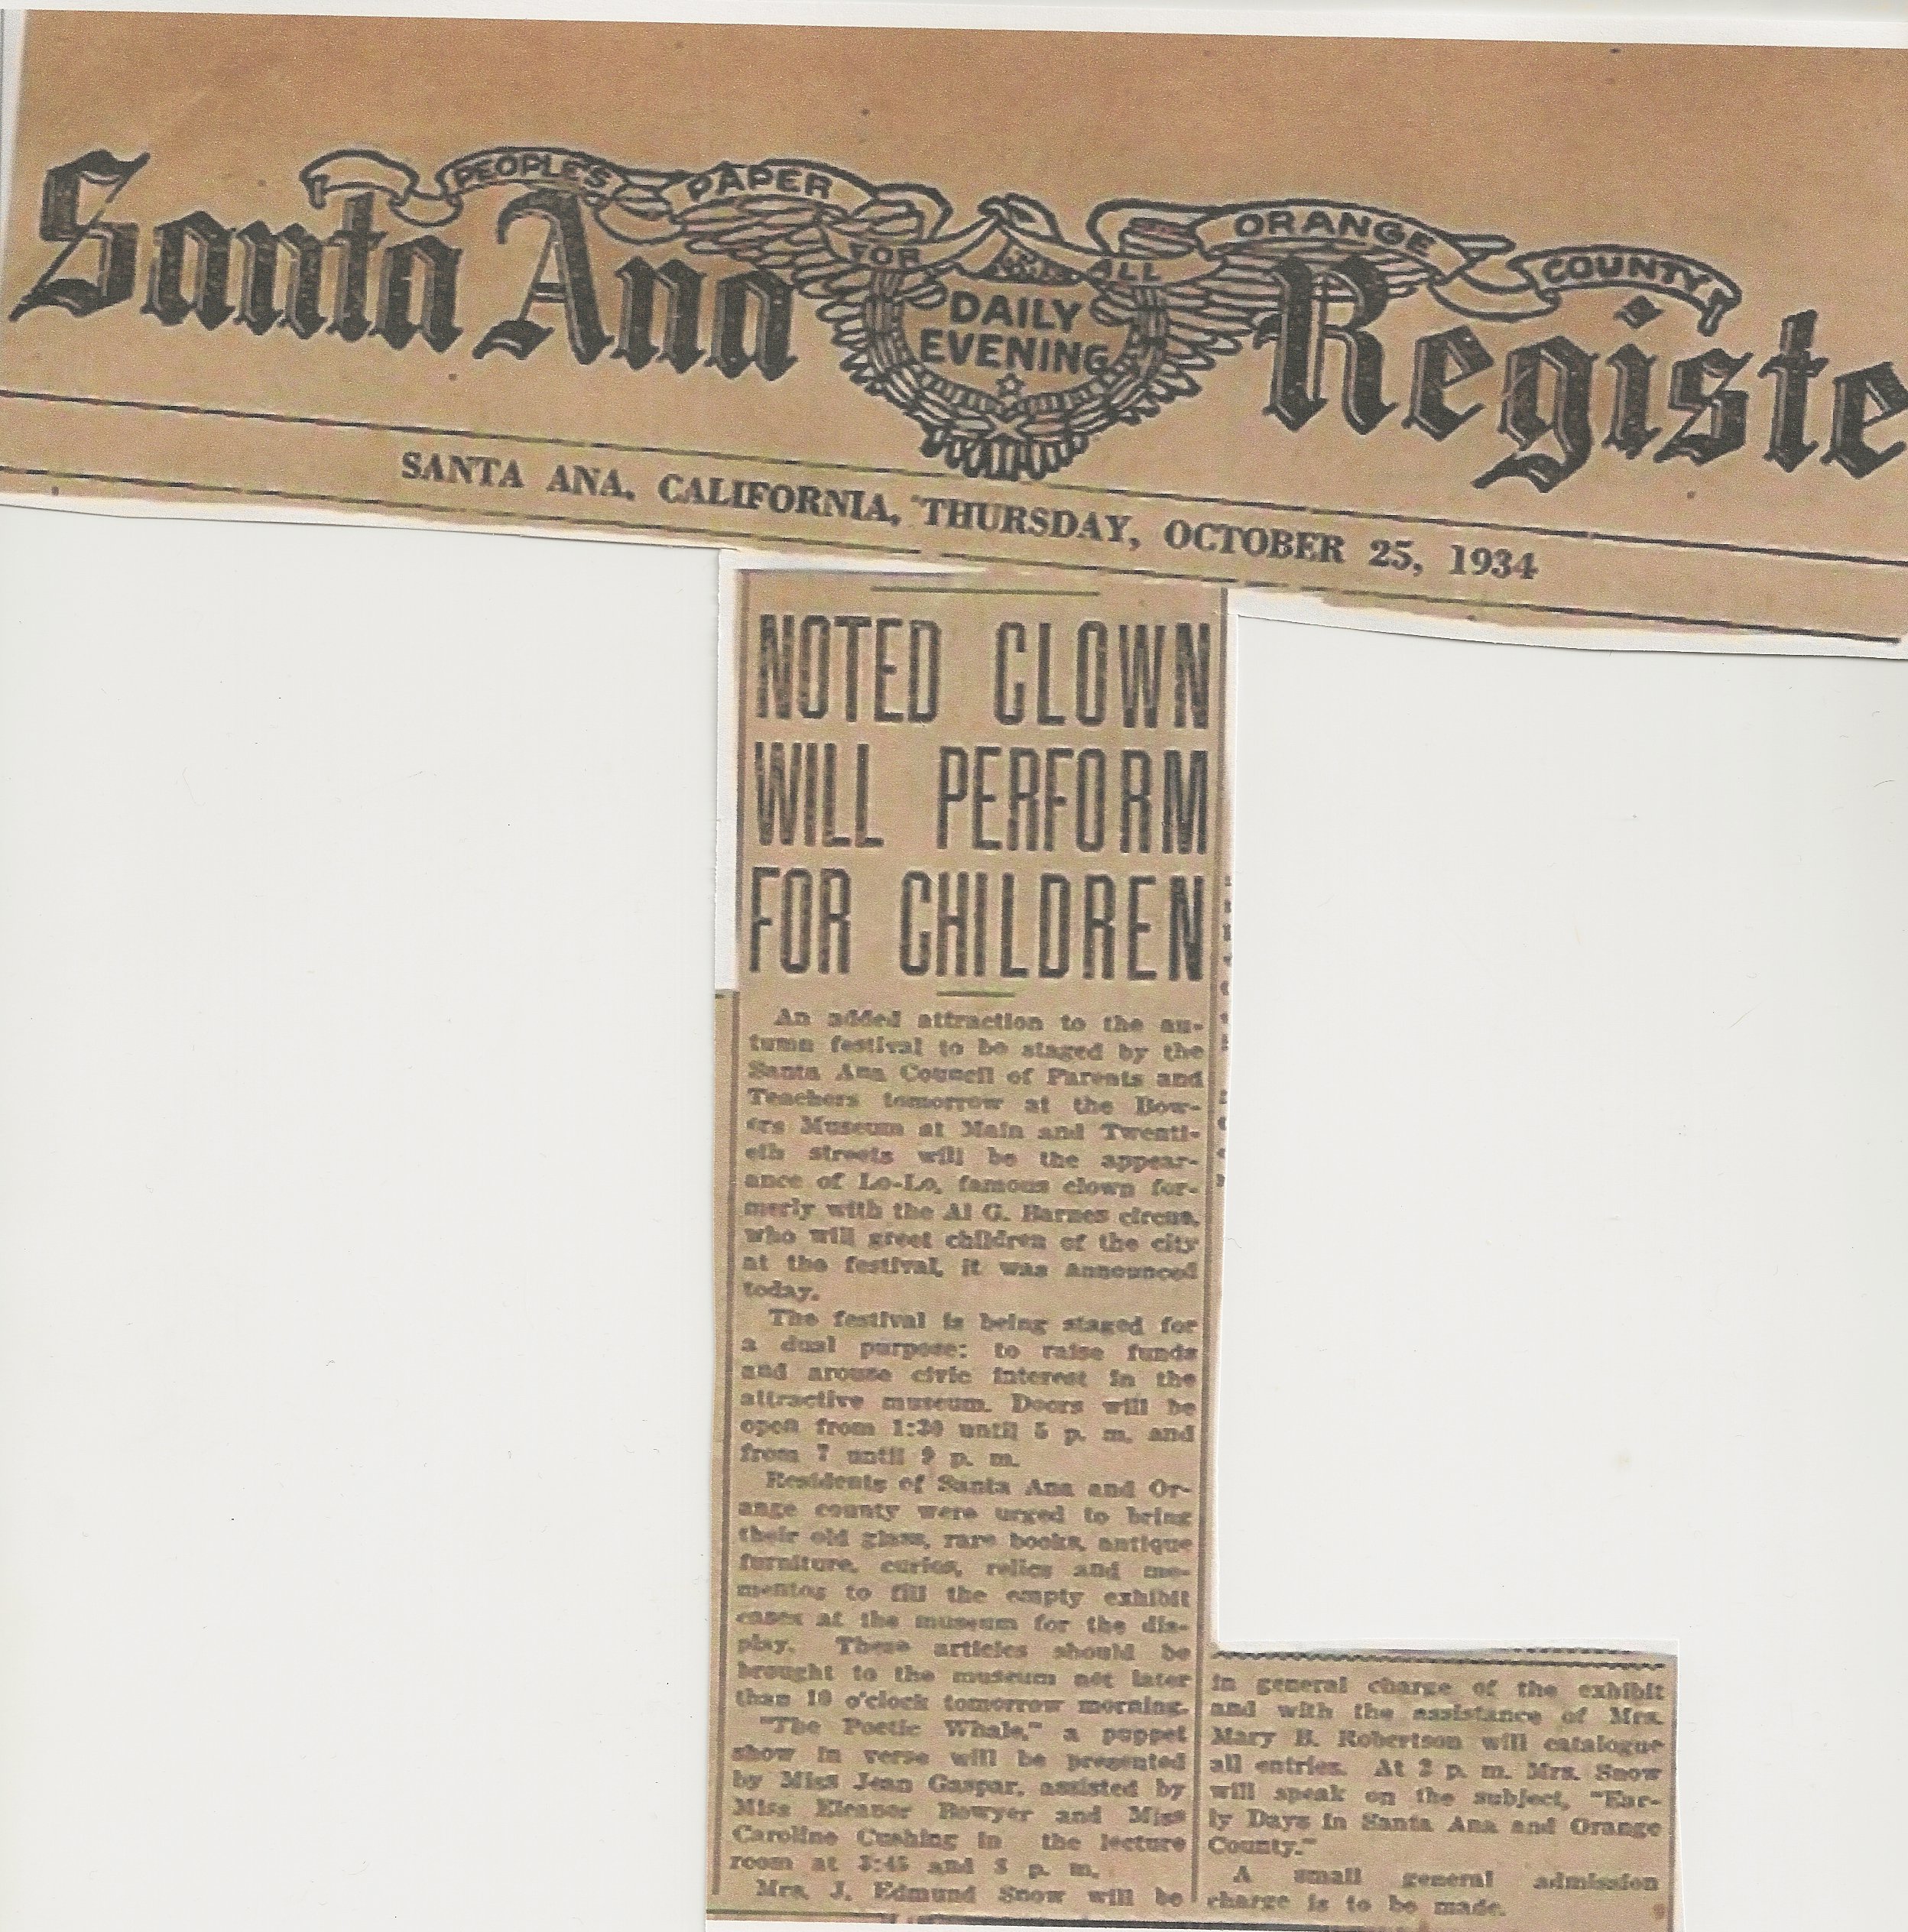 PEOPLE'S PAPER FOR ALL ORANGE COUNTY
Santa Ana Registe
DAILY
EVENING
SANTA ANA, CALIFORNIA, THURSDAY, OCTOBER 25, 1934
NOTED CLOWN
WILL PERFORM
FOR CHILDREN
An added attraction to the au-
tumn festival to be staged by the
Santa Ana Council of Parents and
Teachers tomorrow at the Bow-
ers Museum at Main and Twenti-
eth streets will be the appear-
ance of Lo-Lo, famous clown for-
merly with the Al G. Barnes circus,
who will greet children of the city
at the festival, it was announced
today.
The festival is being staged for
a dual purpose: to raise funds
and arouse civic interest in the
attractive museum. Doors will be
open from 1:30 until 5 p. m. and
from 7 until 9 p. m.
Residents of Santa Ana and Or-
ange county were urged to bring
their old glass, rare books, antique
furniture, curios, relics and me-
mentos to fill the empty exhibit
cases at the museum for the dis-
play. These articles should be
brought to the museum not later
than 10 o'clock tomorrow morning.
"The Poetic Whale," a puppet
show in verse will be presented
by Miss Jean Gaspar, assisted by
Miss Eleanor Bowyer and Miss
Caroline Cushing in the lecture
room at 3:45 and 8 p. m.
Mrs. J. Edmund Snow will be
in general charge of the exhibit
and with the assistance of Mrs.
Mary B. Robertson will catalogue
all entries. At 2 p. m. Mrs. Snow
will speak on the subject, "Ear-
ly Days in Santa Ana and Orange
County."
A small general admission
charge is to be made.